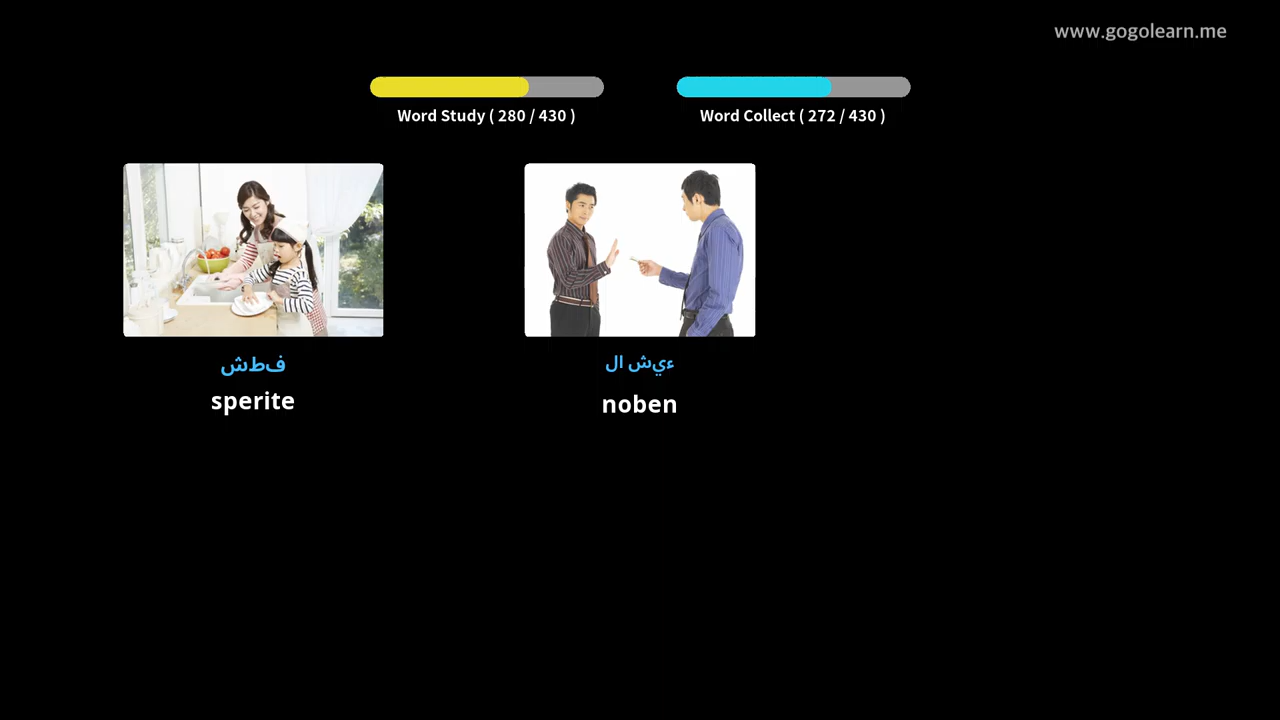 www.gogolearn.me
Word Study ( 280 / 430 )
Word Collect ( 272 / 430 )
فطش
sperite
ءيش ال
noben